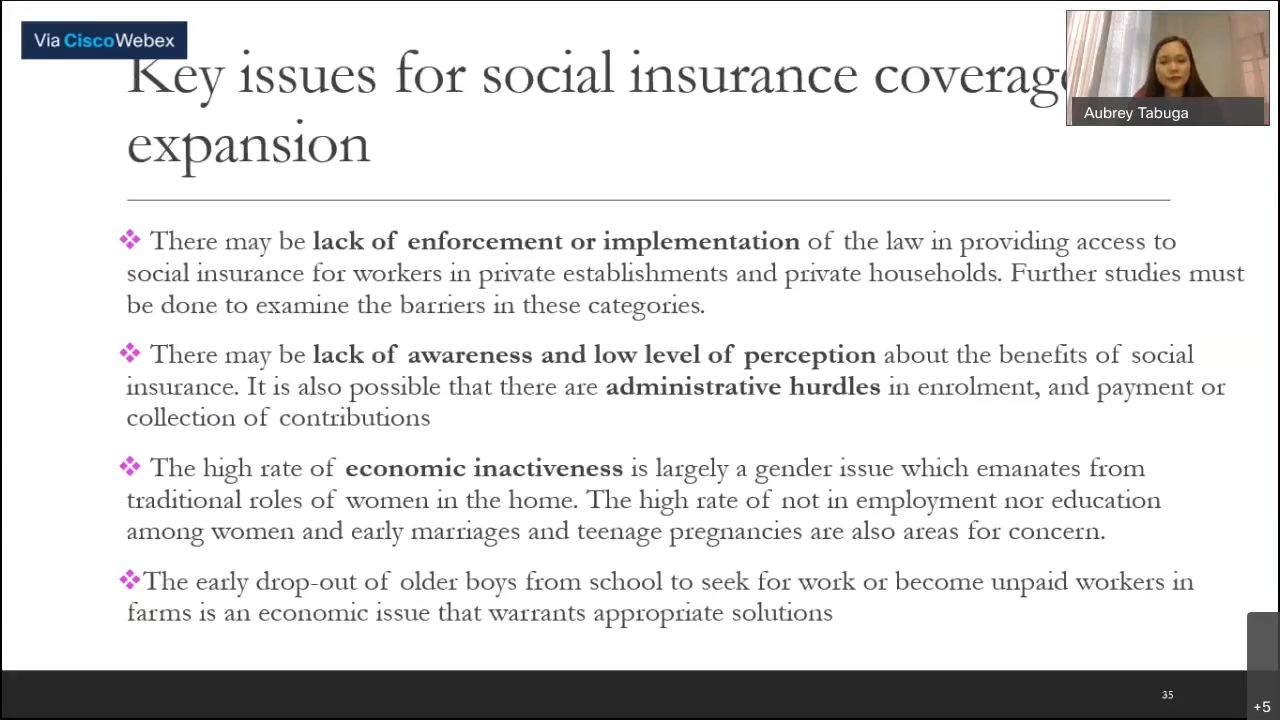 Via CiscoWebex
Key issues for social insurance coverage
expansion
Aubrey Tabuga
There may be lack of enforcement or implementation of the law in providing access to
social insurance for workers in private establishments and private households. Further studies must
be done to examine the barriers in these categories.
There may be lack of awareness and low level of perception about the benefits of social
insurance. It is also possible that there are administrative hurdles in enrolment, and payment or
collection of contributions
The high rate of economic inactiveness is largely a gender issue which emanates from
traditional roles of women in the home. The high rate of not in employment nor education
among women and early marriages and teenage pregnancies are also areas for concern.
The early drop-out of older boys from school to seek for work or become unpaid workers in
farms is an economic issue that warrants appropriate solutions
35
+5